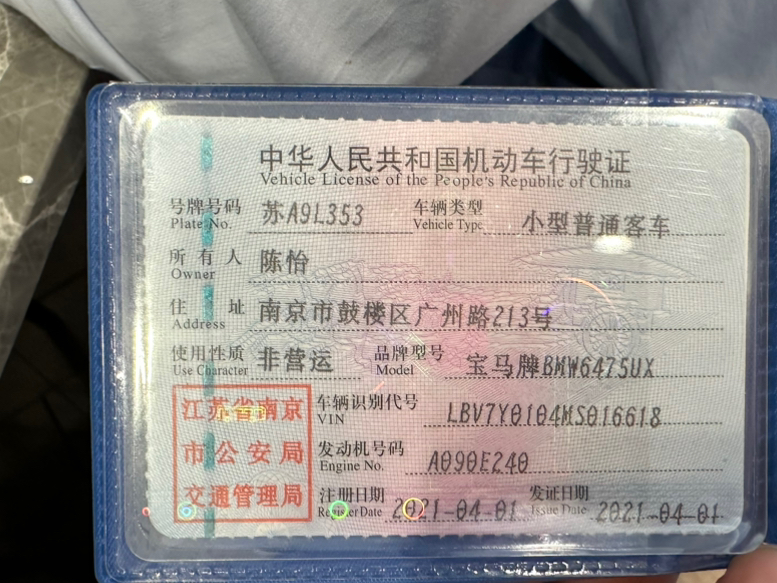 中华人民共和国机动车行驶证
Vehicle License of the People's Republic of China
号牌号码 苏A9L353 车辆类型 小型普通客车
Plate No. Vehicle Type
所有人 陈怡
Owner
住址 南京市鼓楼区广州路213号
Address
使用性质 非营运 品牌型号 宝马牌BMW6475UX
Use Character Model
江苏省南京
市公安局
交通管理局
车辆识别代号 LBV7Y0104MS016618
VIN
发动机号码 A090E240
Engine No.
注册日期 2021-04-01 发证日期 2021-04-01
Register Date Issue Date